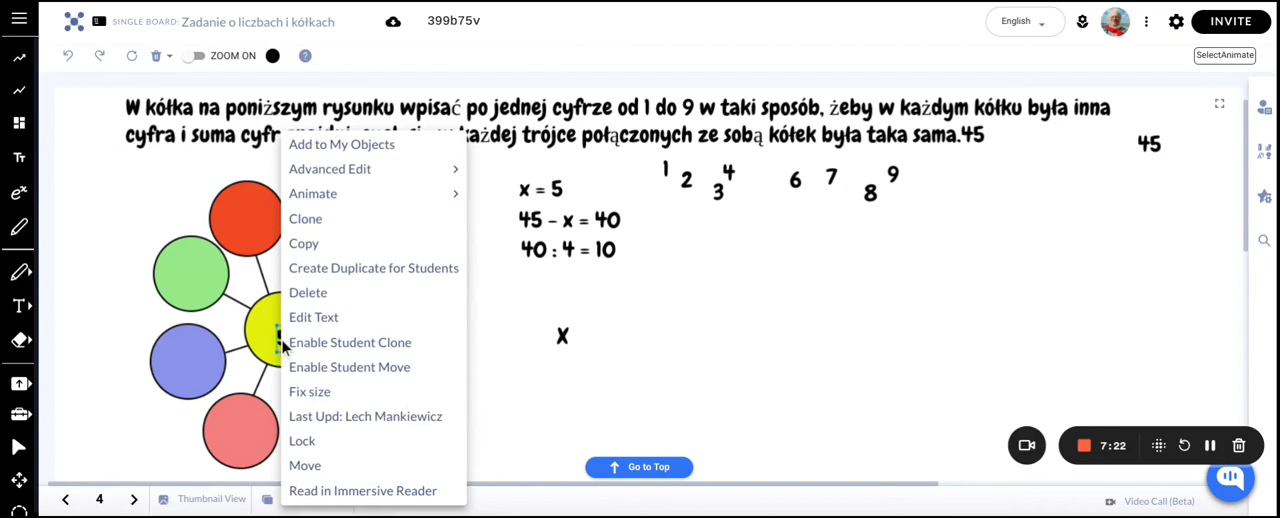 SINGLE BOARD: Zadanie o liczbach i kółkach
399b75v
English
INVITE
ZOOM ON
SelectAnimate
W kółka na poniższym rysunku wpisać po jednej cyfrze od 1 do 9 w taki sposób, żeby w każdym kółku była inna
cyfra i suma cyfr każdej trójce połączonych ze sobą kółek była taka sama.45
45
1 2 3 4 6 7 8 9
x = 5
45 - x = 40
40 : 4 = 10
x
Add to My Objects
Advanced Edit
Animate
Clone
Copy
Create Duplicate for Students
Delete
Edit Text
Enable Student Clone
Enable Student Move
Fix size
Last Upd: Lech Mankiewicz
Lock
Move
Read in Immersive Reader
7:22
Go to Top
4
Thumbnail View
Video Call (Beta)